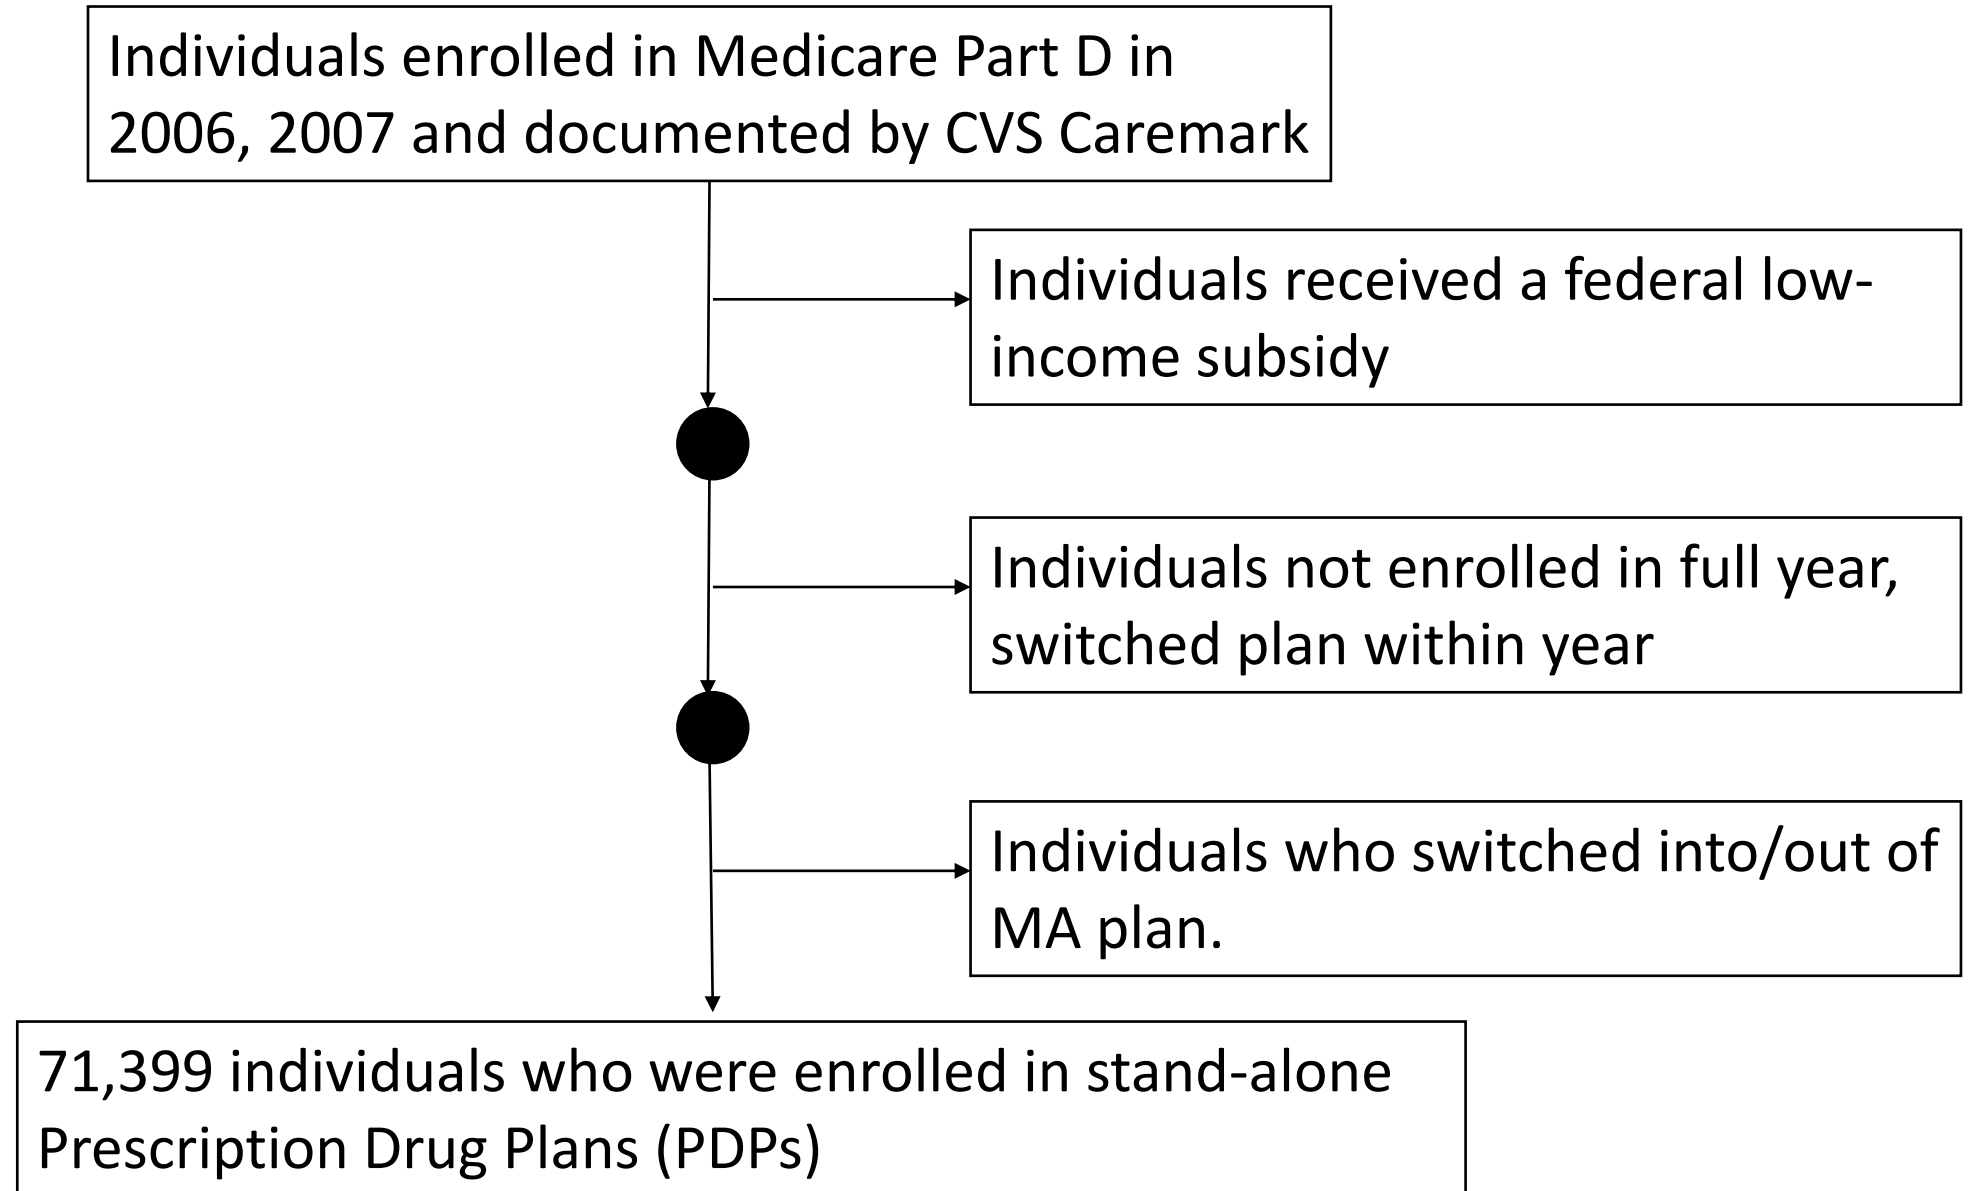 Individuals enrolled in Medicare Part D in
2006, 2007 and documented by CVS Caremark
Individuals received a federal low-
income subsidy
Individuals not enrolled in full year,
switched plan within year
Individuals who switched into/out of
MA plan.
71,399 individuals who were enrolled in stand-alone
Prescription Drug Plans (PDPs)